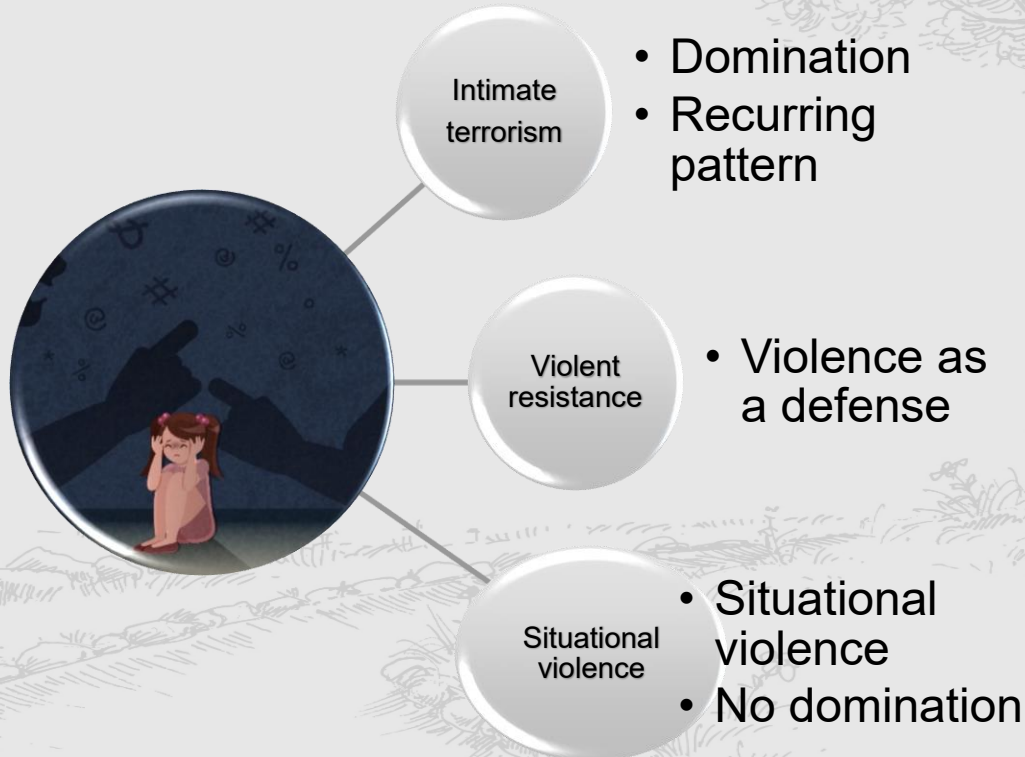 Intimate
terrorism
• Domination
• Recurring
pattern
Violent
resistance
• Violence as
a defense
Situational
violence
• Situational
violence
• No domination